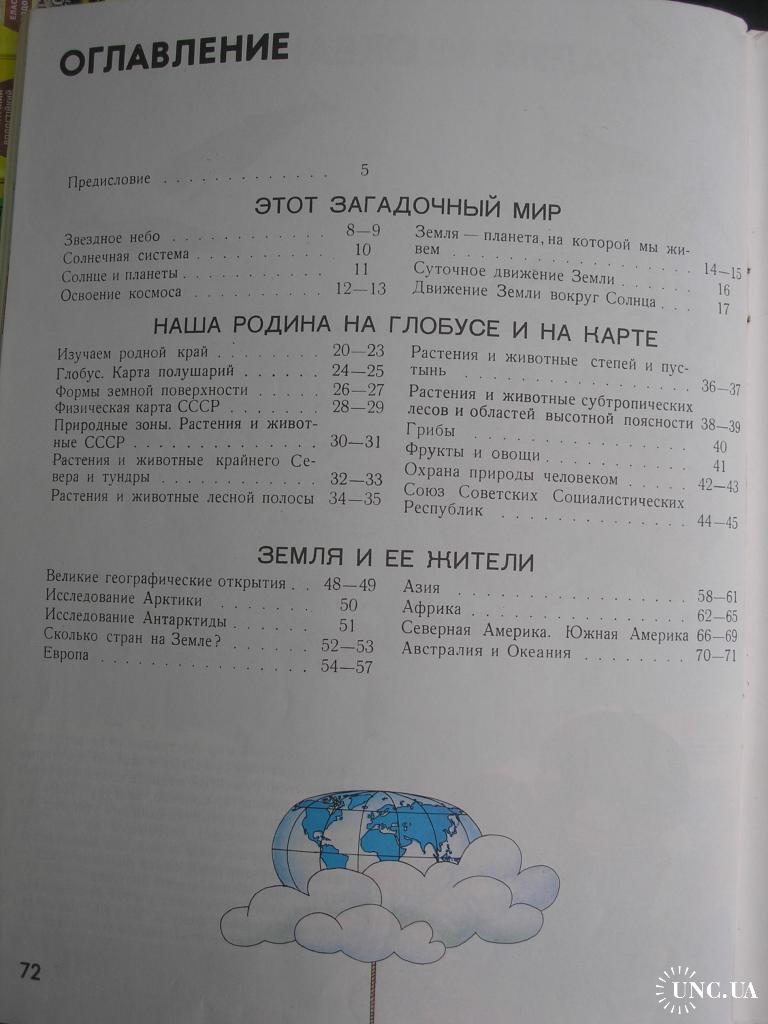 ОГЛАВЛЕНИЕ
Предисловие . . . . . . . . . . . . . 5
ЭТОТ ЗАГАДОЧНЫЙ МИР
Звездное небо . . . . . . . . . . . 8—9
Солнечная система . . . . . . . . . 10
Солнце и планеты . . . . . . . . . 11
Освоение космоса . . . . . . . . . 12—13
Земля — планета, на которой мы жи-
вем . . . . . . . . . . . . . . . . 14—15
Суточное движение Земли . . . . . . 16
Движение Земли вокруг Солнца . . . 17
НАША РОДИНА НА ГЛОБУСЕ И НА КАРТЕ
Изучаем родной край . . . . . . . . 20—23
Глобус. Карта полушарий . . . . . . 24—25
Формы земной поверхности . . . . . 26—27
Физическая карта СССР . . . . . . . 28—29
Природные зоны. Растения и живот-
ные СССР . . . . . . . . . . . . . 30—31
Растения и животные крайнего Се-
вера и тундры . . . . . . . . . . . 32—33
Растения и животные лесной полосы 34—35
Растения и животные степей и пус-
тынь . . . . . . . . . . . . . . . 36—37
Растения и животные субтропических
лесов и областей высотной поясности 38—39
Грибы . . . . . . . . . . . . . . . 40
Фрукты и овощи . . . . . . . . . . 41
Охрана природы человеком . . . . . 42—43
Союз Советских Социалистических
Республик . . . . . . . . . . . . . 44—45
ЗЕМЛЯ И ЕЕ ЖИТЕЛИ
Великие географические открытия . . 48—49
Исследование Арктики . . . . . . . 50
Исследование Антарктиды . . . . . . 51
Сколько стран на Земле? . . . . . . 52—53
Европа . . . . . . . . . . . . . . 54—57
Азия . . . . . . . . . . . . . . . 58—61
Африка . . . . . . . . . . . . . . 62—65
Северная Америка. Южная Америка 66—69
Австралия и Океания . . . . . . . . 70—71
72
UNC.UA